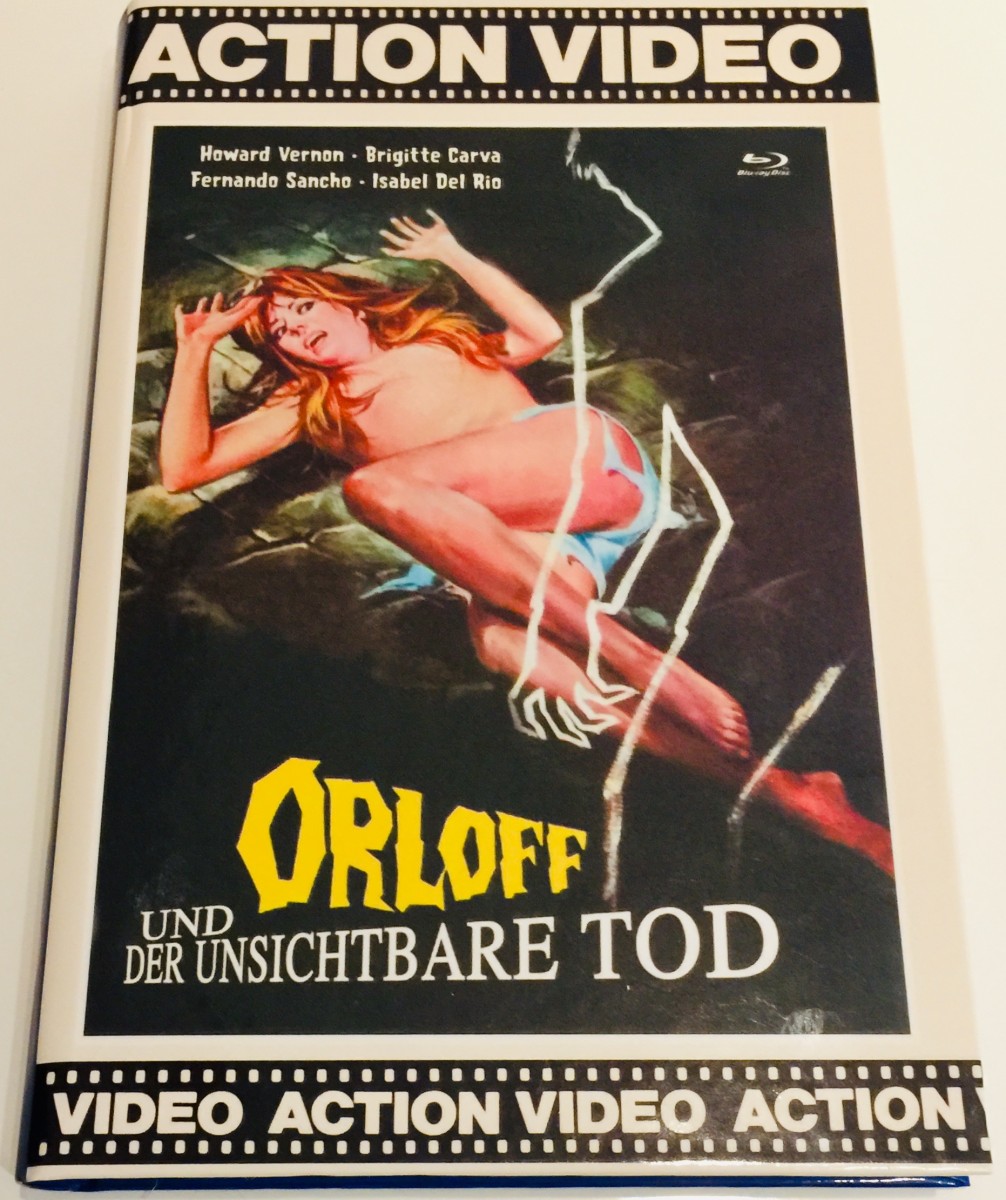 ACTION VIDEO
Howard Vernon · Brigitte Carva
Fernando Sancho · Isabel Del Rio
Blu-ray Disc
ORLOFF
UND
DER UNSICHTBARE TOD
VIDEO ACTION VIDEO ACTION